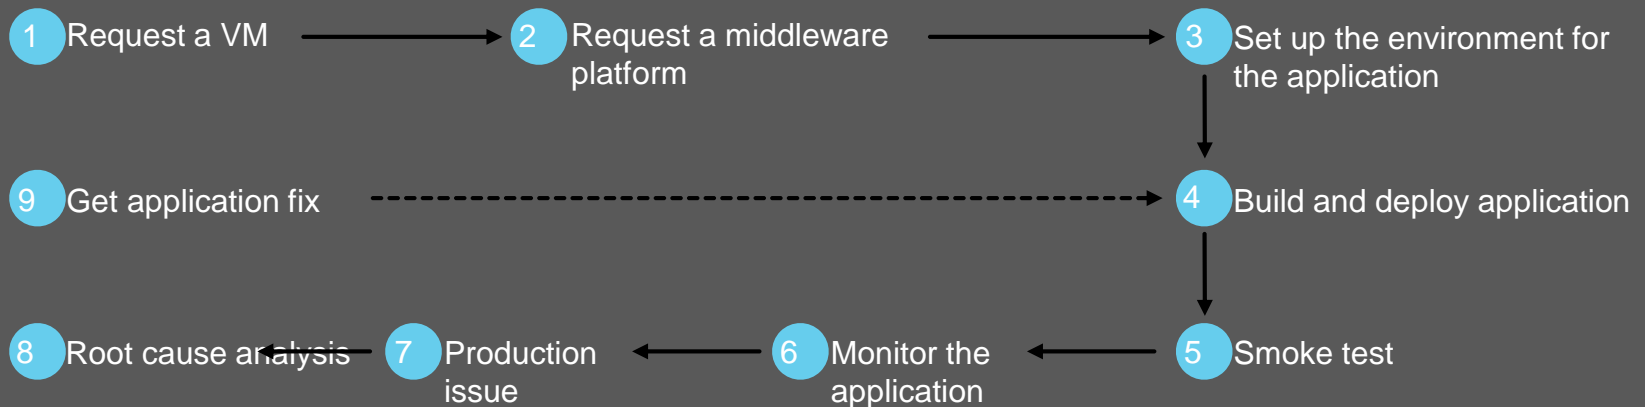 1 Request a VM
2 Request a middleware
platform
3 Set up the environment for
the application
9 Get application fix
4 Build and deploy application
8 Root cause analysis
7 Production
issue
6 Monitor the
application
5 Smoke test